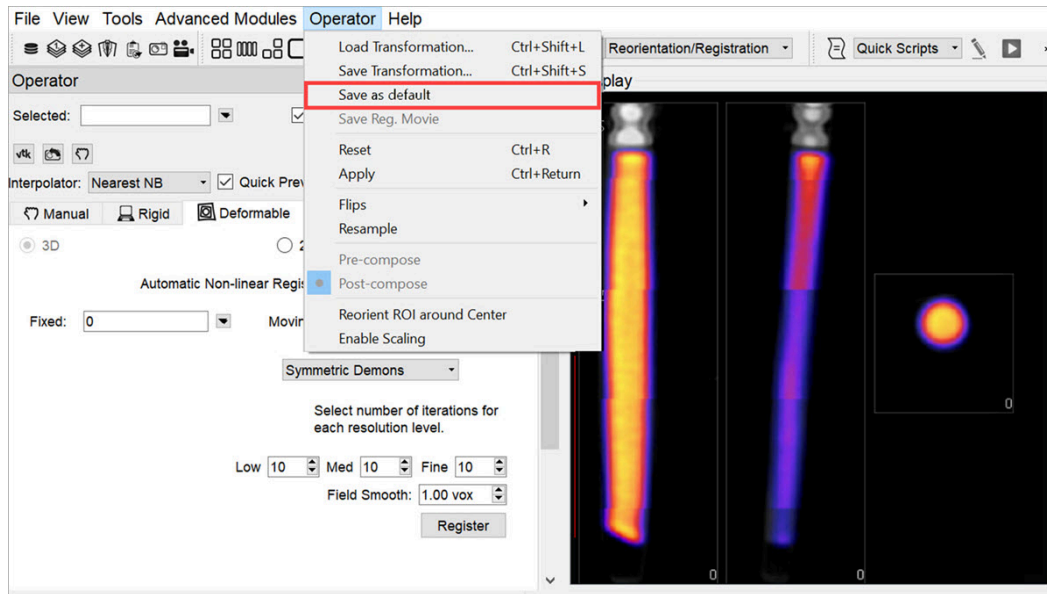 File View Tools Advanced Modules Operator Help
Load Transformation... Ctrl+Shift+L
Save Transformation... Ctrl+Shift+S
Save as default
Save Reg. Movie
Reset Ctrl+R
Apply Ctrl+Return
Flips
Resample
Pre-compose
Post-compose
Reorient ROI around Center
Enable Scaling
Reorientation/Registration
Quick Scripts
Operator
play
Selected:
vtk
Interpolator: Nearest NB Quick Prev
Manual Rigid Deformable
3D 2
Automatic Non-linear Regis
Fixed: 0 Movin
Symmetric Demons
Select number of iterations for
each resolution level.
Low 10 Med 10 Fine 10
Field Smooth: 1.00 vox
Register
0
0
0